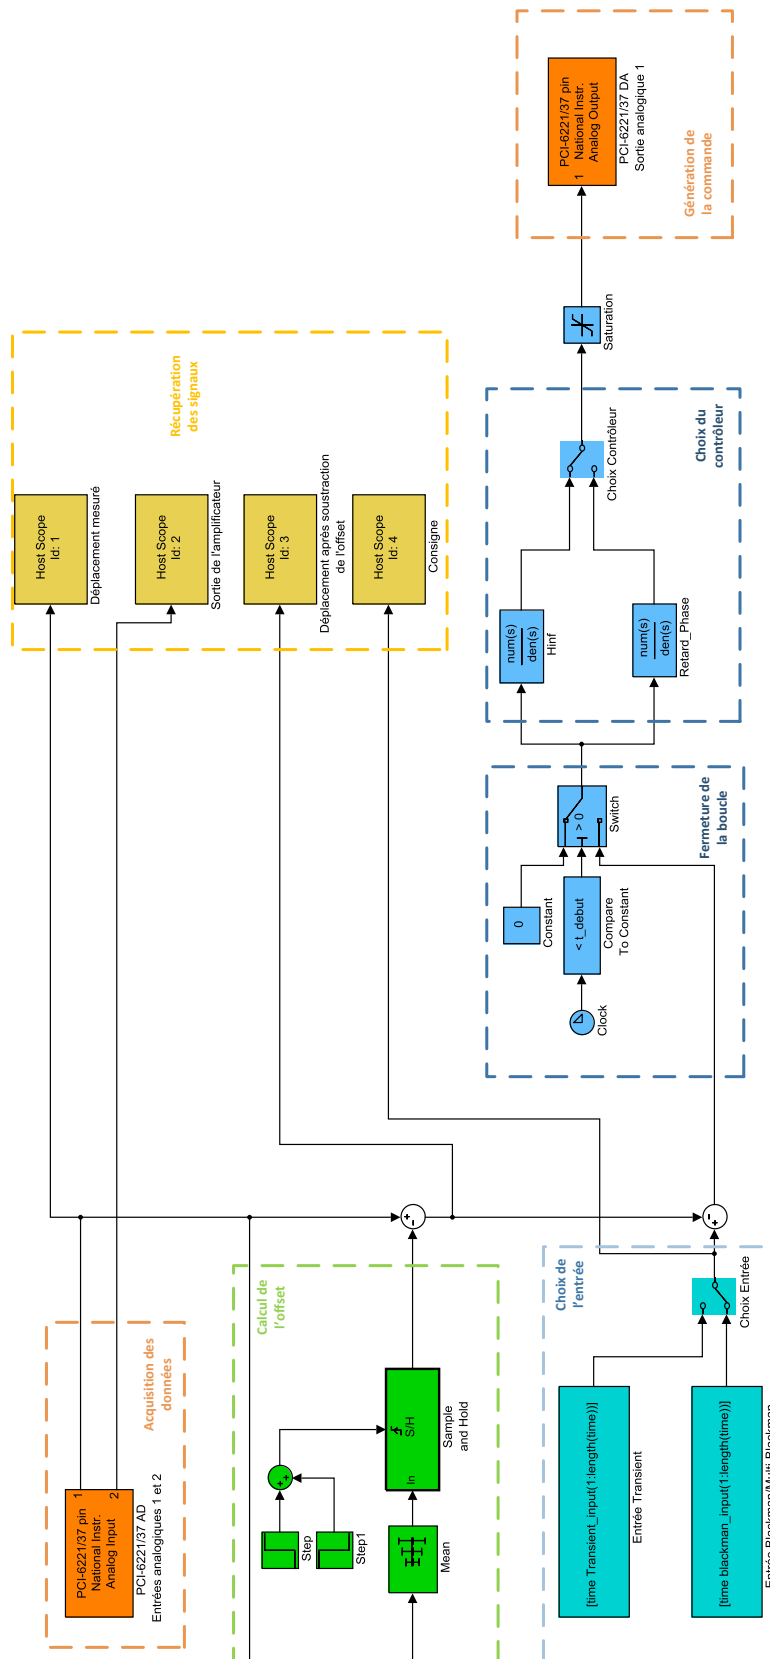 Acquisition des
données
PCI-6221/37 pin
National Instr.
Analog Input
1
2
PCI-6221/37 AD
Entrées analogiques 1 et 2
Calcul de
l'offset
Step
Step1
Mean
In
S/H
Sample
and Hold
+
+
+
-
Choix de
l'entrée
[time Transient_input(1:length(time))]
Entrée Transient
[time blackman_input(1:length(time))]
Entrée Blackman/Multi Blackman
Choix Entrée
+
-
Récupération
des signaux
Host Scope
Id: 1
Déplacement mesuré
Host Scope
Id: 2
Sortie de l'amplificateur
Host Scope
Id: 3
Déplacement après soustraction
de l'offset
Host Scope
Id: 4
Consigne
Fermeture de
la boucle
Clock
< t_debut
Compare
To Constant
0
Constant
> 0
Switch
Choix du
contrôleur
num(s)
den(s)
Hinf
num(s)
den(s)
Retard_Phase
Choix Contrôleur
Saturation
Génération de
la commande
PCI-6221/37 pin
National Instr.
Analog Output
1
PCI-6221/37 DA
Sortie analogique 1